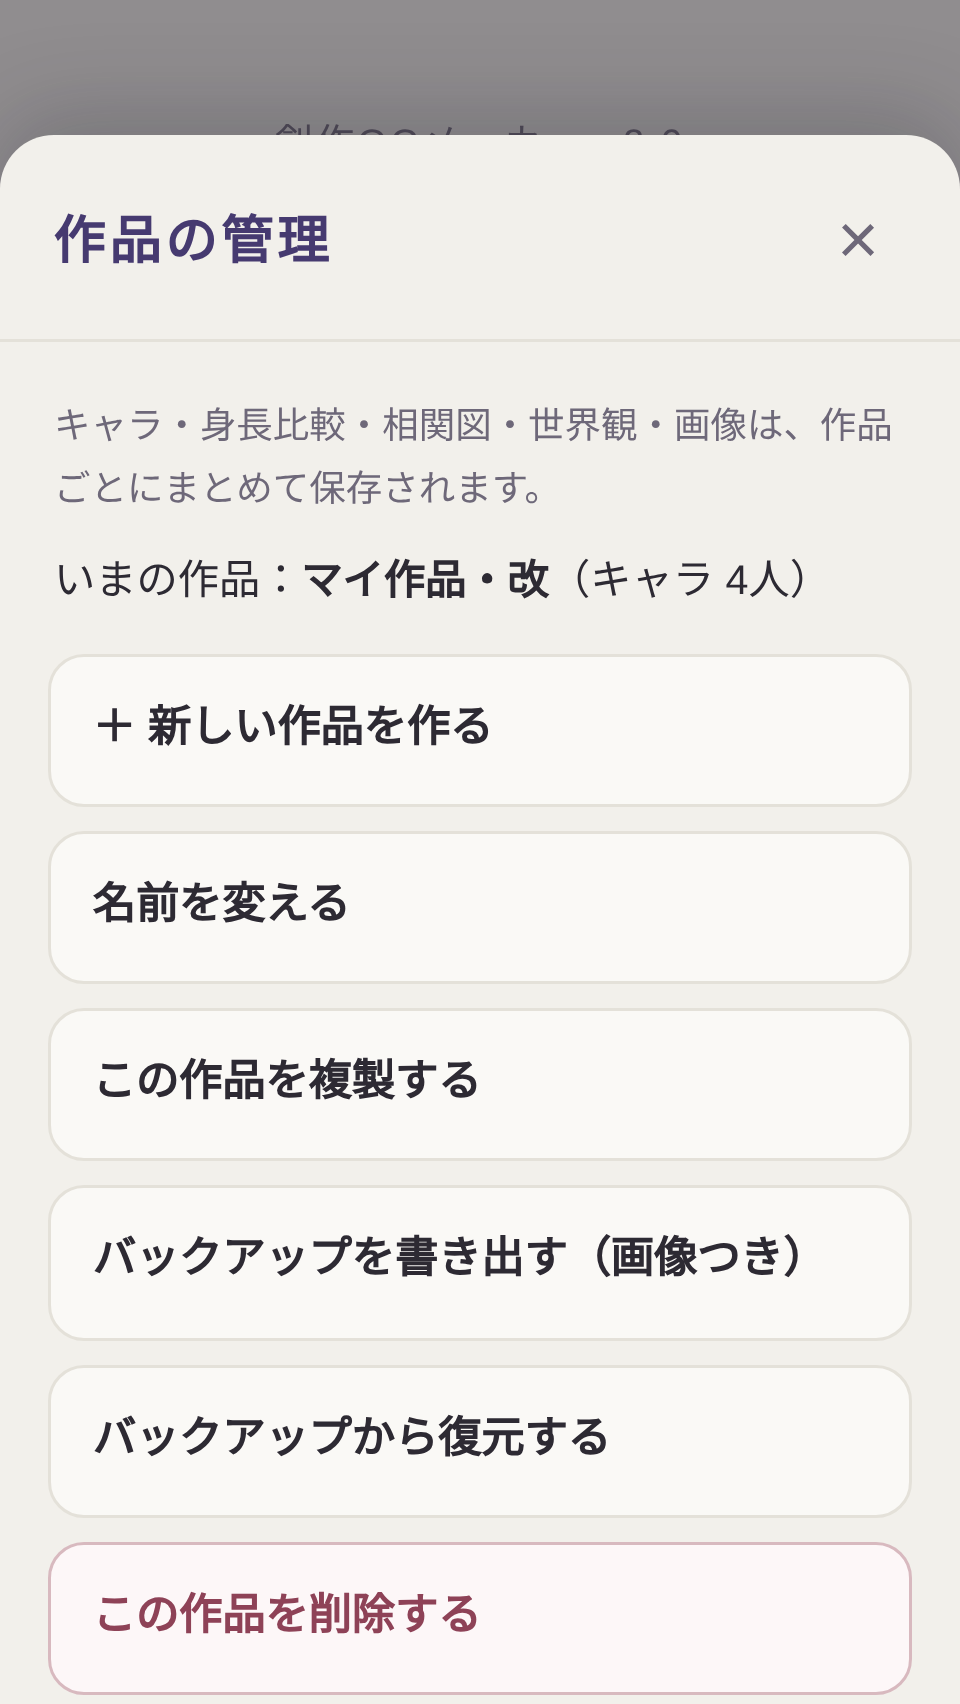 作品の管理
×
キャラ・身長比較・相関図・世界観・画像は、作品
ごとにまとめて保存されます。
いまの作品：マイ作品・改（キャラ 4人）
＋ 新しい作品を作る
名前を変える
この作品を複製する
バックアップを書き出す（画像つき）
バックアップから復元する
この作品を削除する